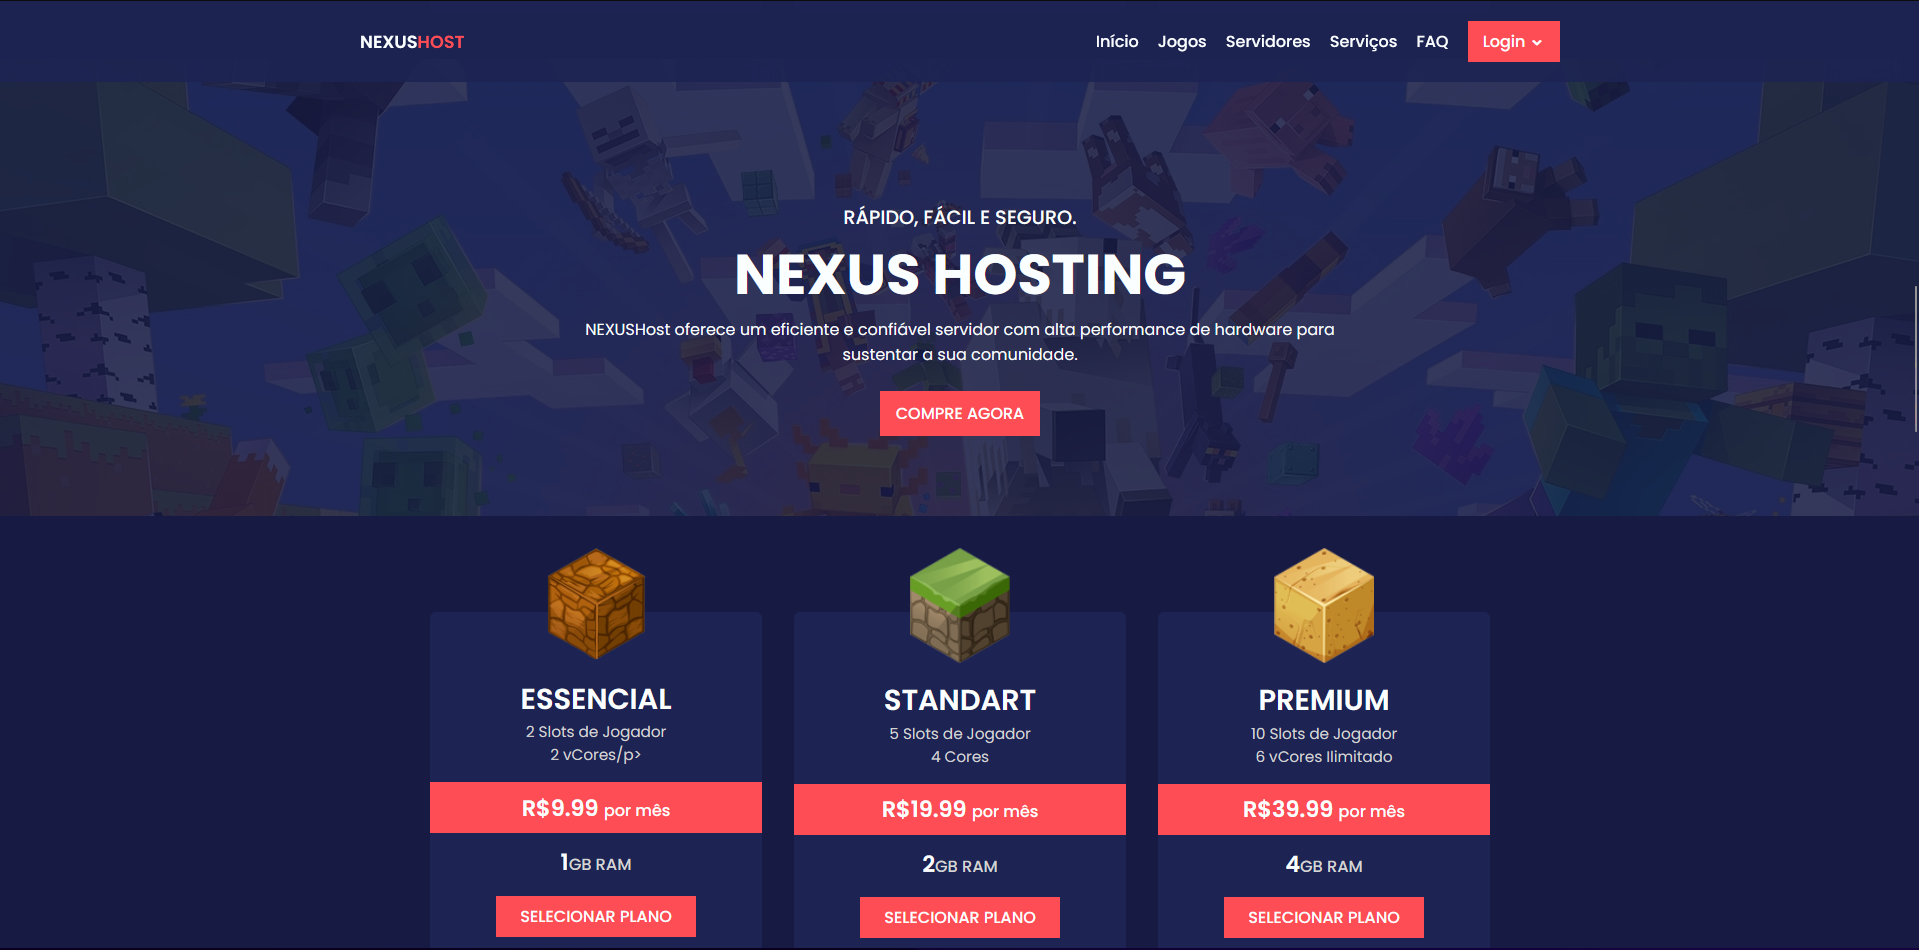 NEXUSHOST
Início Jogos Servidores Serviços FAQ Login
RÁPIDO, FÁCIL E SEGURO.
NEXUS HOSTING
NEXUSHost oferece um eficiente e confiável servidor com alta performance de hardware para
sustentar a sua comunidade.
COMPRE AGORA
ESSENCIAL
2 Slots de Jogador
2 vCores/p>
R$9.99 por mês
1GB RAM
SELECIONAR PLANO
STANDART
5 Slots de Jogador
4 Cores
R$19.99 por mês
2GB RAM
SELECIONAR PLANO
PREMIUM
10 Slots de Jogador
6 vCores Ilimitado
R$39.99 por mês
4GB RAM
SELECIONAR PLANO